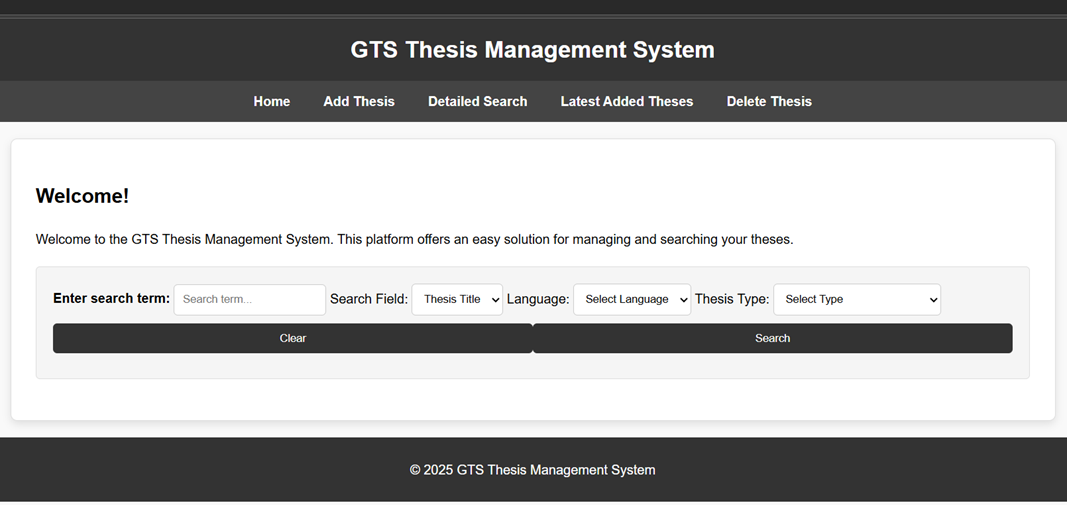 GTS Thesis Management System
Home Add Thesis Detailed Search Latest Added Theses Delete Thesis
Welcome!
Welcome to the GTS Thesis Management System. This platform offers an easy solution for managing and searching your theses.
Enter search term: Search term... Search Field: Thesis Title Language: Select Language Thesis Type: Select Type
Clear Search
© 2025 GTS Thesis Management System